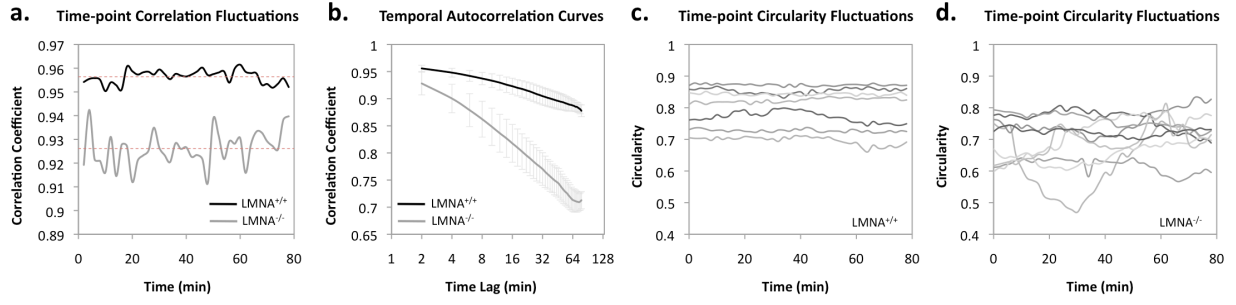 a. Time-point Correlation Fluctuations
Correlation Coefficient
0.97
0.96
0.95
0.94
0.93
0.92
0.91
0.9
0.89
LMNA+/+
LMNA-/-
0 20 40 60 80
Time (min)
b. Temporal Autocorrelation Curves
Correlation Coefficient
1
0.95
0.9
0.85
0.8
0.75
0.7
0.65
LMNA+/+
LMNA-/-
1 2 4 8 16 32 64 128
Time Lag (min)
c. Time-point Circularity Fluctuations
Circularity
1
0.9
0.8
0.7
0.6
0.5
0.4
LMNA+/+
0 20 40 60 80
Time (min)
d. Time-point Circularity Fluctuations
Circularity
1
0.9
0.8
0.7
0.6
0.5
0.4
LMNA-/-
0 20 40 60 80
Time (min)